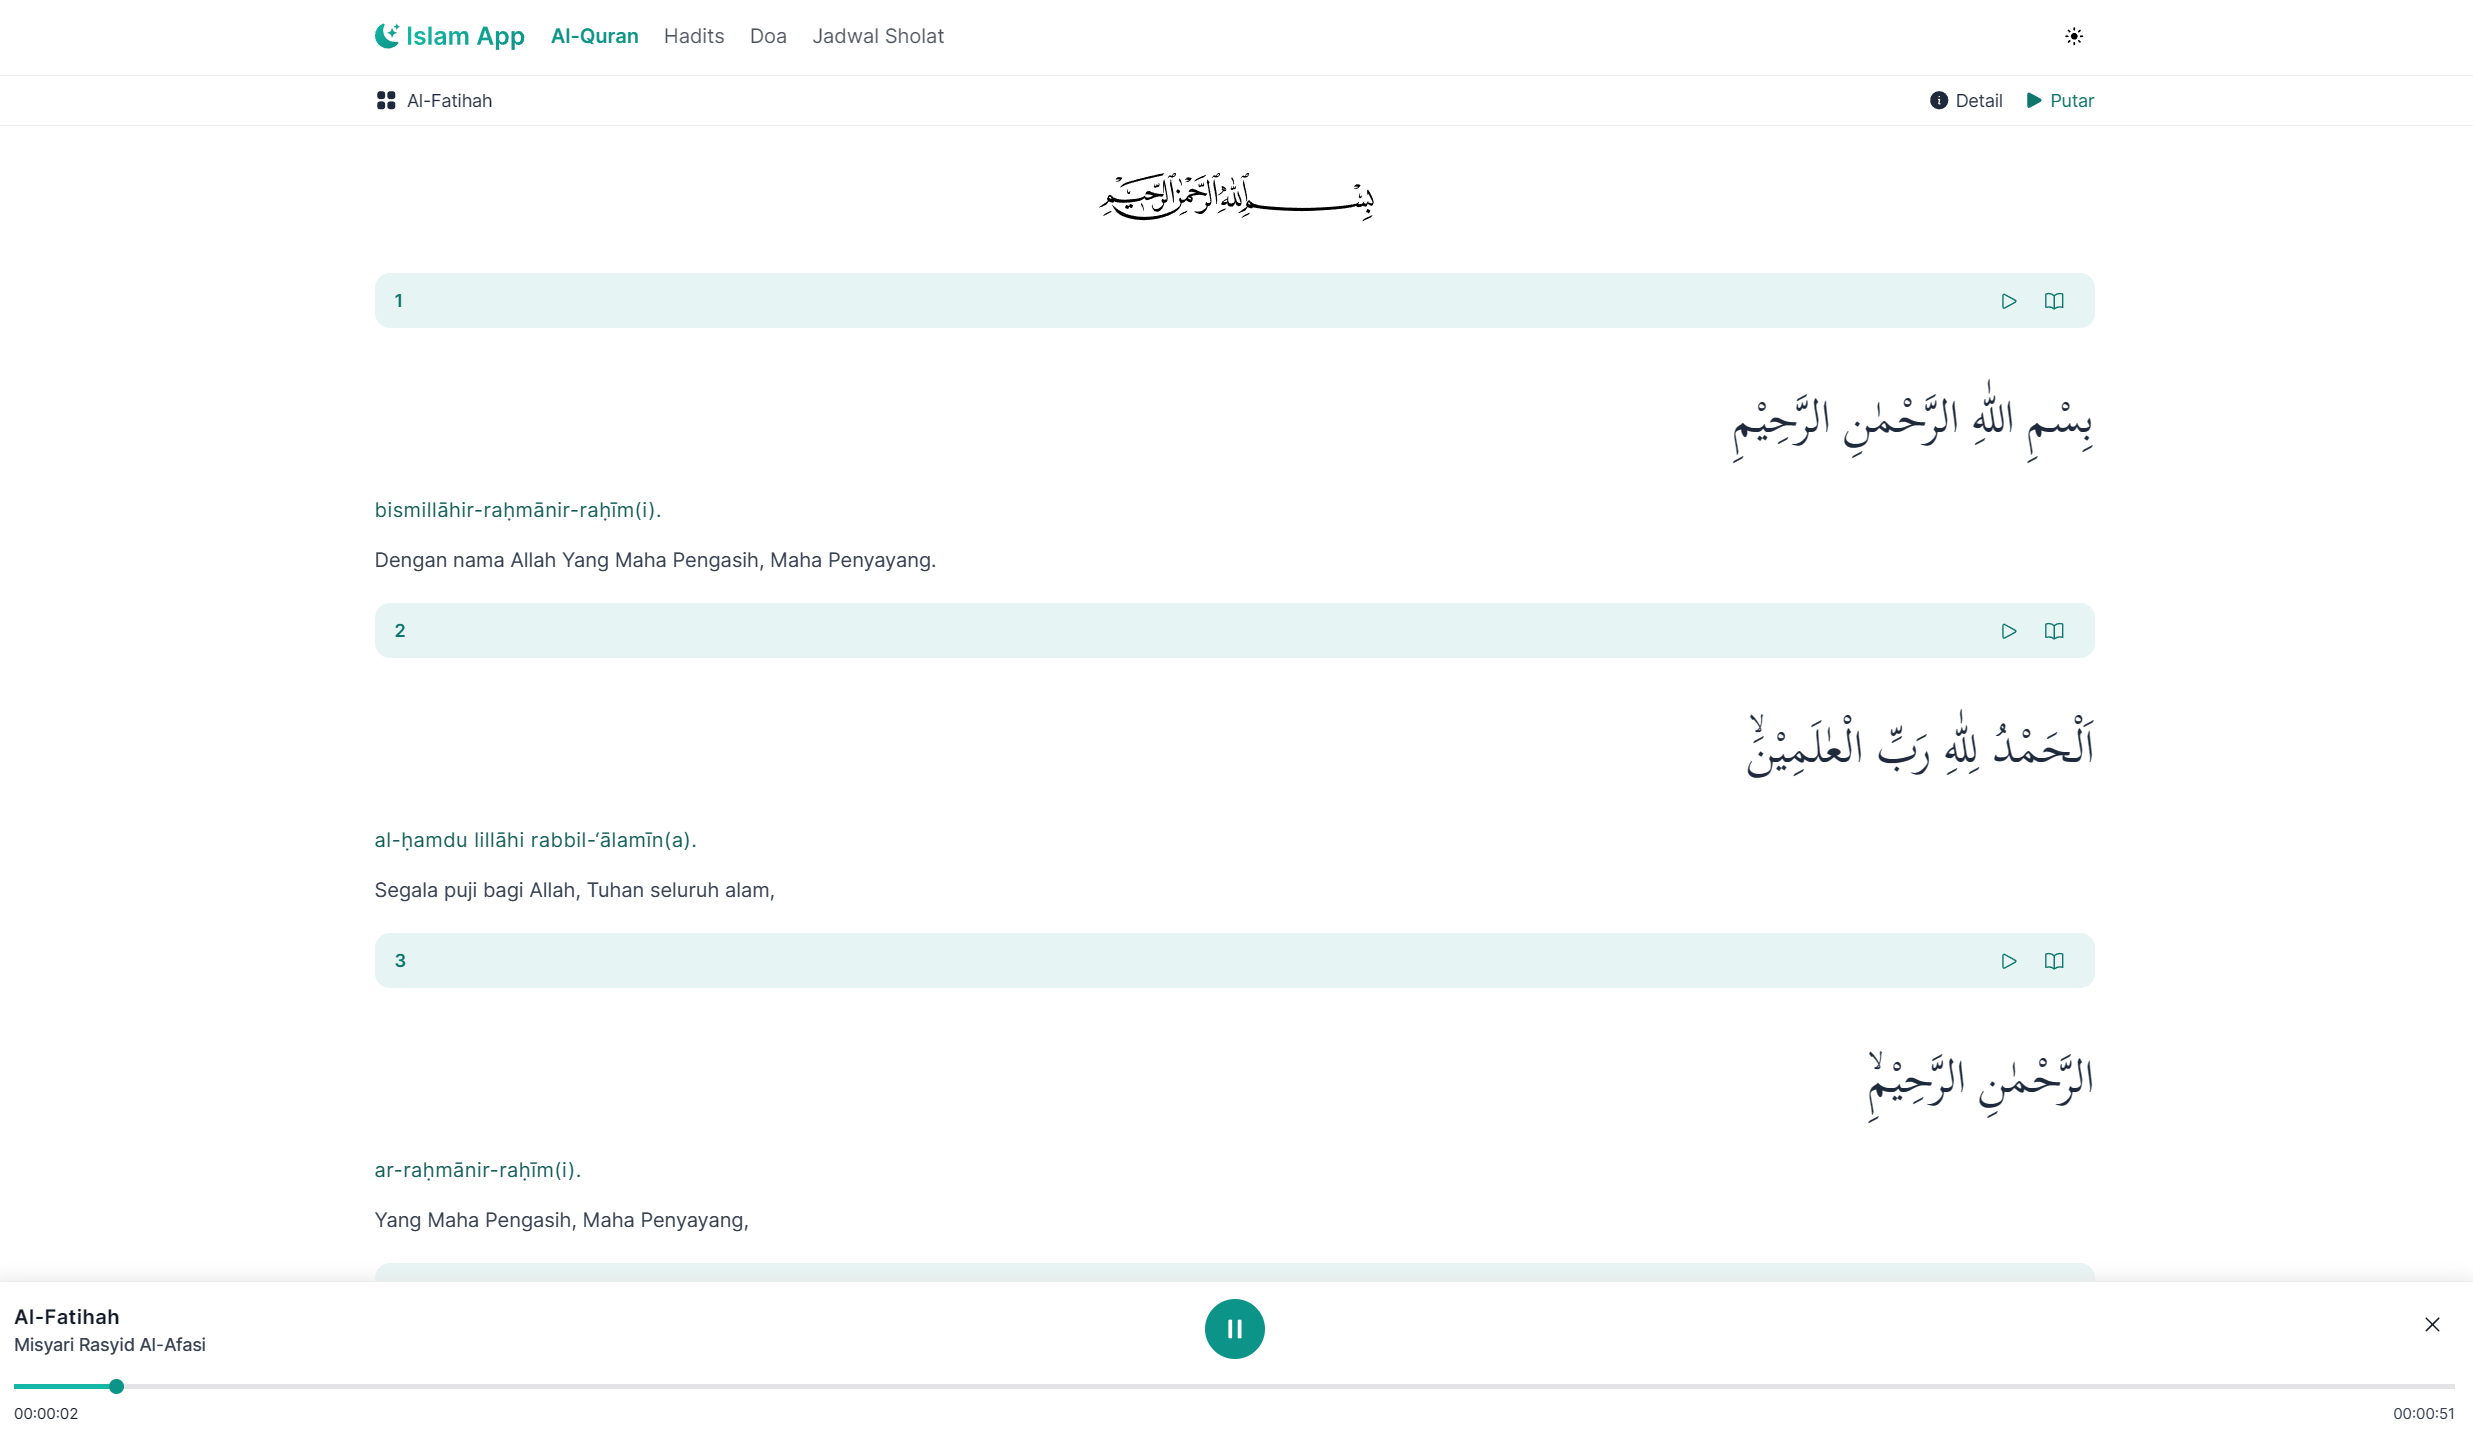 Islam App Al-Quran Hadits Doa Jadwal Sholat
Al-Fatihah Detail Putar
بِسْمِ اللّٰهِ الرَّحْمٰنِ الرَّحِيْمِ
1
بِسْمِ اللّٰهِ الرَّحْمٰنِ الرَّحِيْمِ
bismillāhir-raḥmānir-raḥīm(i).
Dengan nama Allah Yang Maha Pengasih, Maha Penyayang.
2
اَلْحَمْدُ لِلّٰهِ رَبِّ الْعٰلَمِيْنَۙ
al-ḥamdu lillāhi rabbil-‘ālamīn(a).
Segala puji bagi Allah, Tuhan seluruh alam,
3
الرَّحْمٰنِ الرَّحِيْمِۙ
ar-raḥmānir-raḥīm(i).
Yang Maha Pengasih, Maha Penyayang,
Al-Fatihah
Misyari Rasyid Al-Afasi
00:00:02 00:00:51